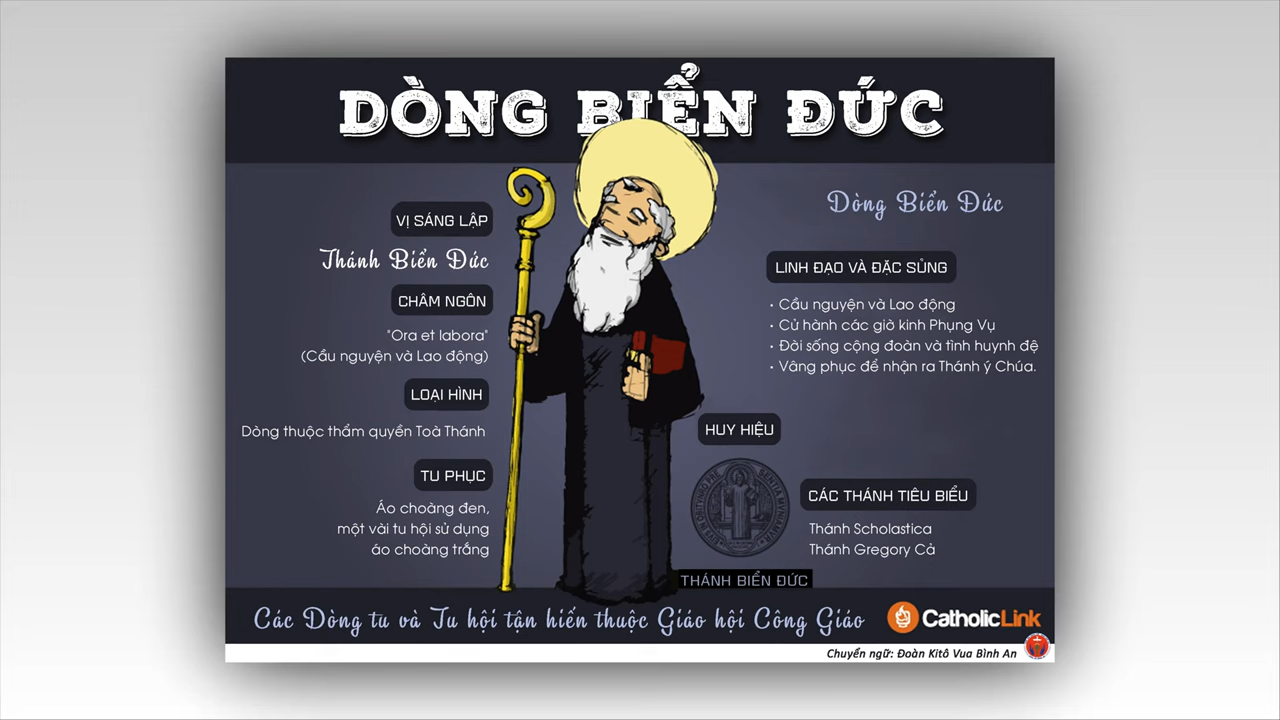 DÒNG BIỂN ĐỨC
VỊ SÁNG LẬP
Thánh Biển Đức
CHÂM NGÔN
"Ora et labora"
(Cầu nguyện và Lao động)
LOẠI HÌNH
Dòng thuộc thẩm quyền Toà Thánh
TU PHỤC
Áo choàng đen,
một vài tu hội sử dụng
áo choàng trắng
Dòng Biển Đức
LINH ĐẠO VÀ ĐẶC SỦNG
• Cầu nguyện và Lao động
• Cử hành các giờ kinh Phụng Vụ
• Đời sống cộng đoàn và tình huynh đệ
• Vâng phục để nhận ra Thánh ý Chúa.
HUY HIỆU
THÁNH BIỂN ĐỨC
CÁC THÁNH TIÊU BIỂU
Thánh Scholastica
Thánh Gregory Cả
Các Dòng tu và Tu hội tận hiến thuộc Giáo hội Công Giáo
CatholicLink
Chuyển ngữ: Đoàn Kitô Vua Bình An